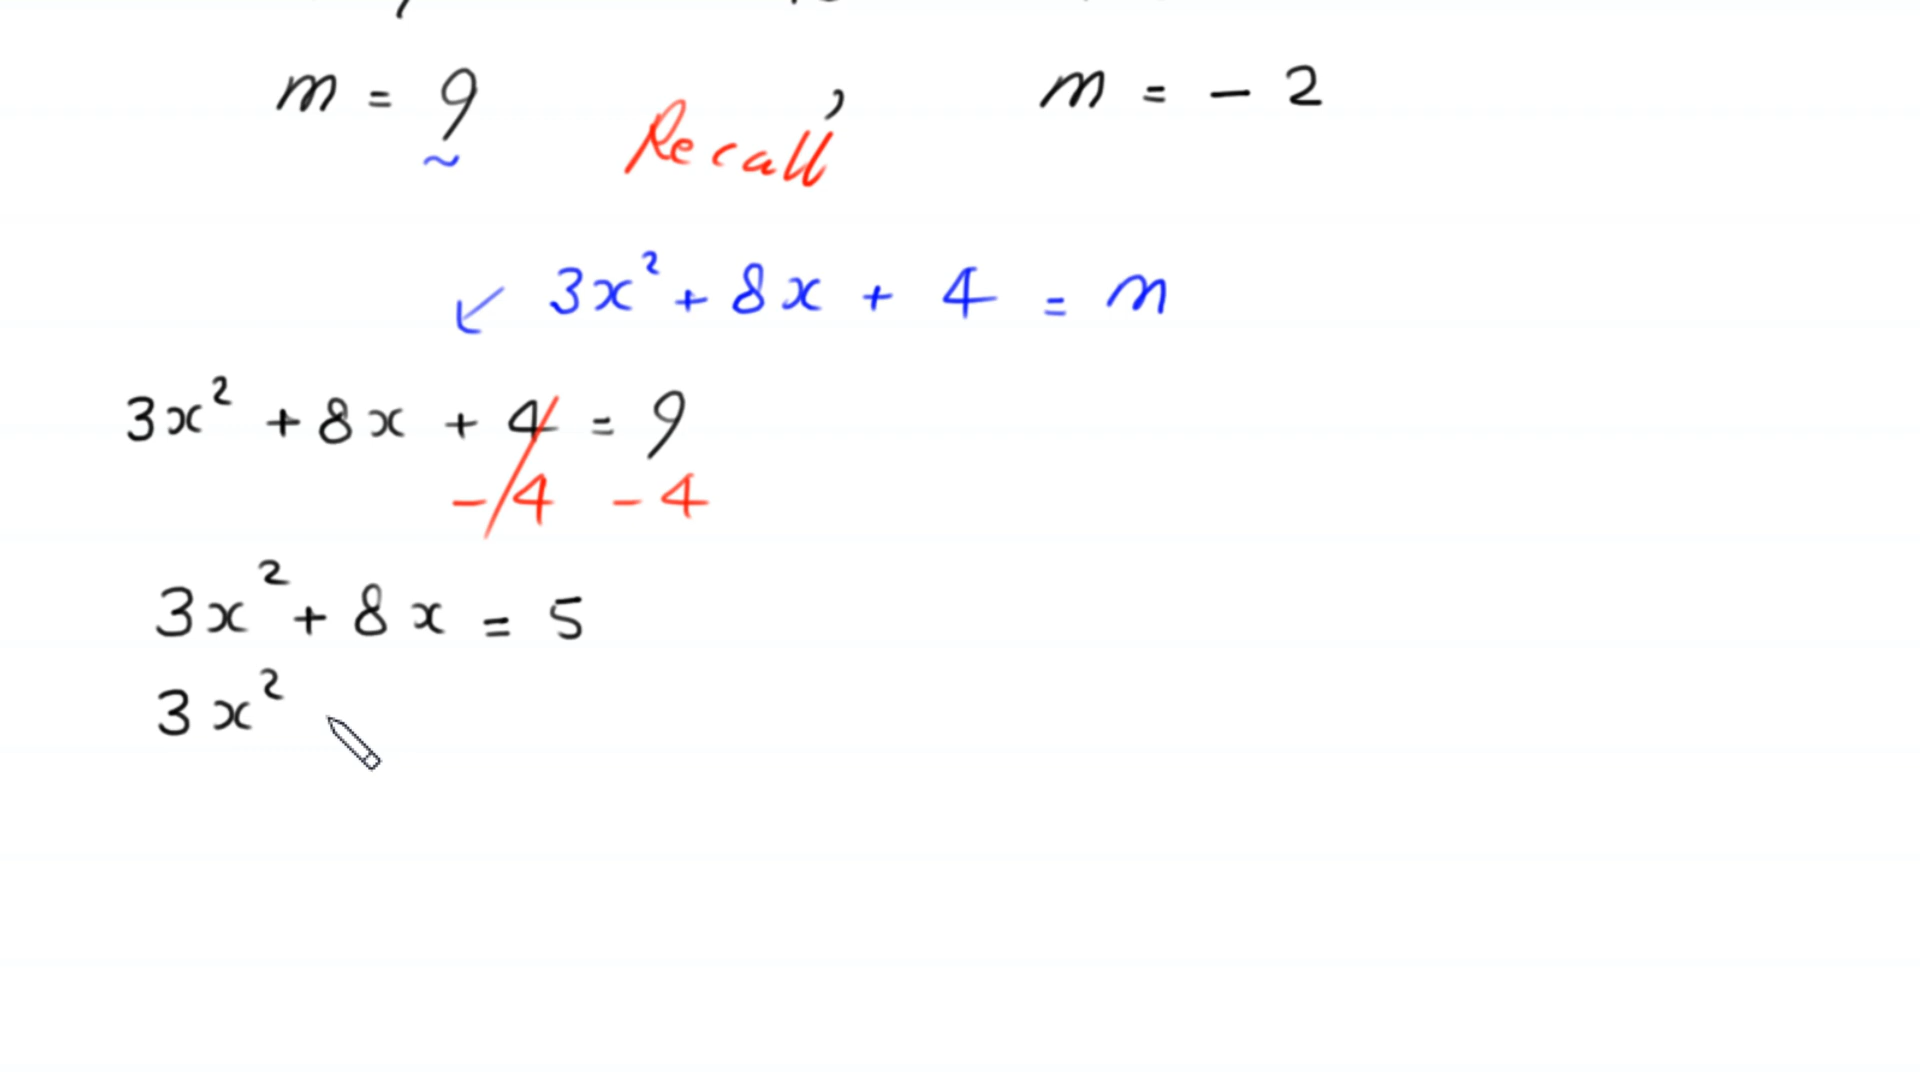 m = 9 , m = - 2
Recall
3x² + 8x + 4 = m
3x² + 8x + 4 = 9
- 4 - 4
3x² + 8x = 5
3x²